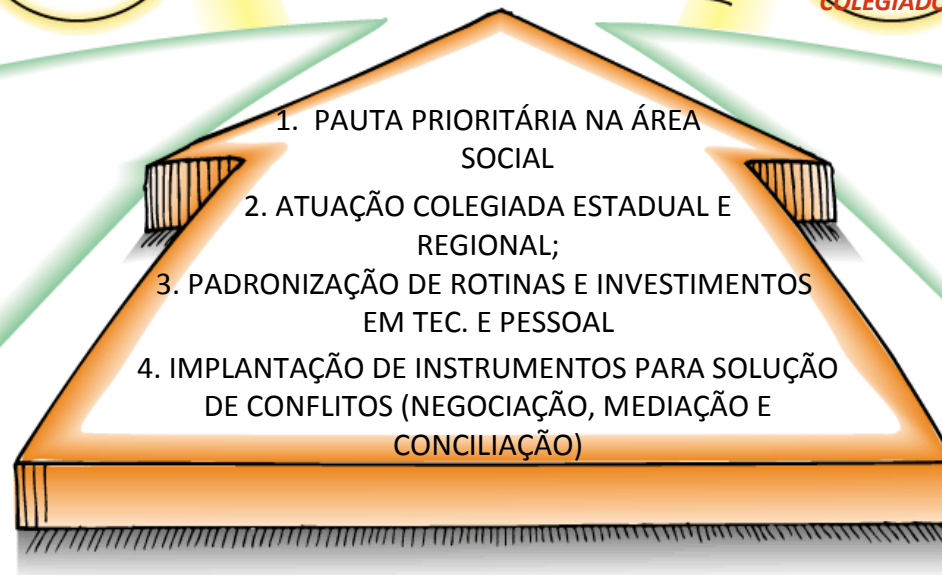 COLEGIADO
1. PAUTA PRIORITÁRIA NA ÁREA
SOCIAL
2. ATUAÇÃO COLEGIADA ESTADUAL E
REGIONAL;
3. PADRONIZAÇÃO DE ROTINAS E INVESTIMENTOS
EM TEC. E PESSOAL
4. IMPLANTAÇÃO DE INSTRUMENTOS PARA SOLUÇÃO
DE CONFLITOS (NEGOCIAÇÃO, MEDIAÇÃO E
CONCILIAÇÃO)